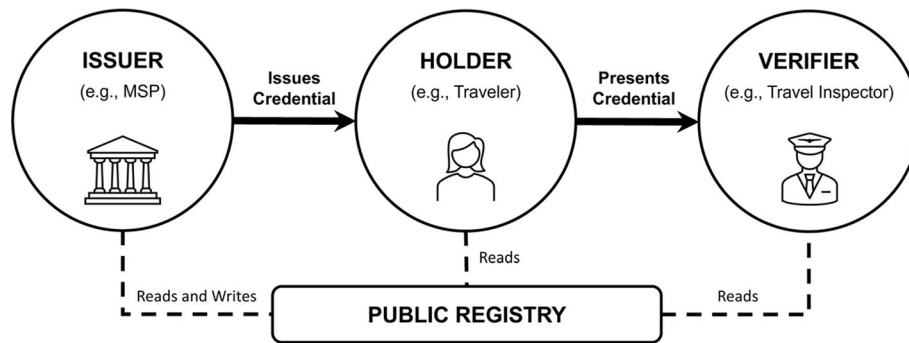 ISSUER
(e.g., MSP)
Issues
Credential
HOLDER
(e.g., Traveler)
Presents
Credential
VERIFIER
(e.g., Travel Inspector)
Reads and Writes
Reads
Reads
PUBLIC REGISTRY